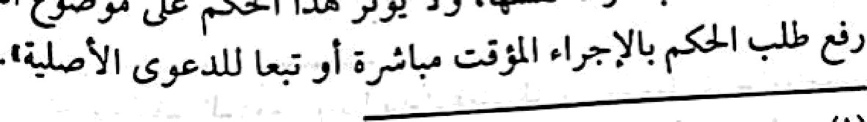 ولا يؤثر هذا الحكم على موضوع
رفع طلب الحكم بالإجراء المؤقت مباشرة أو تبعا للدعوى الأصلية».